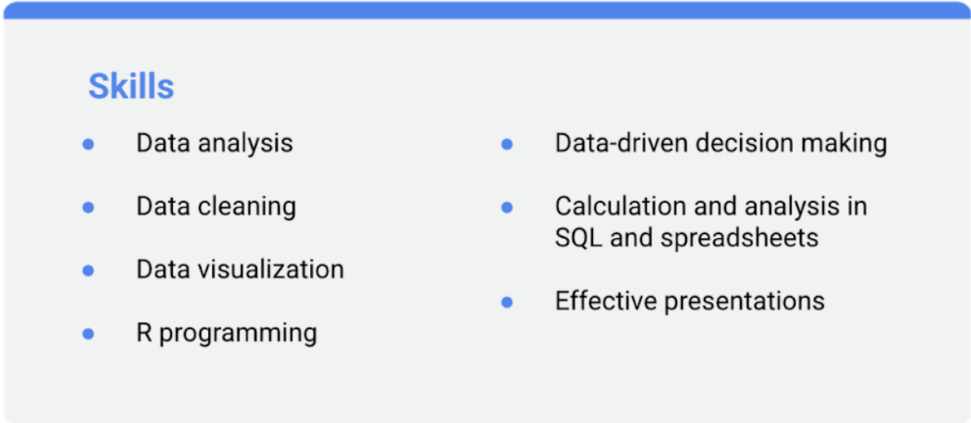 Skills
Data analysis
Data cleaning
Data visualization
R programming
Data-driven decision making
Calculation and analysis in
SQL and spreadsheets
Effective presentations